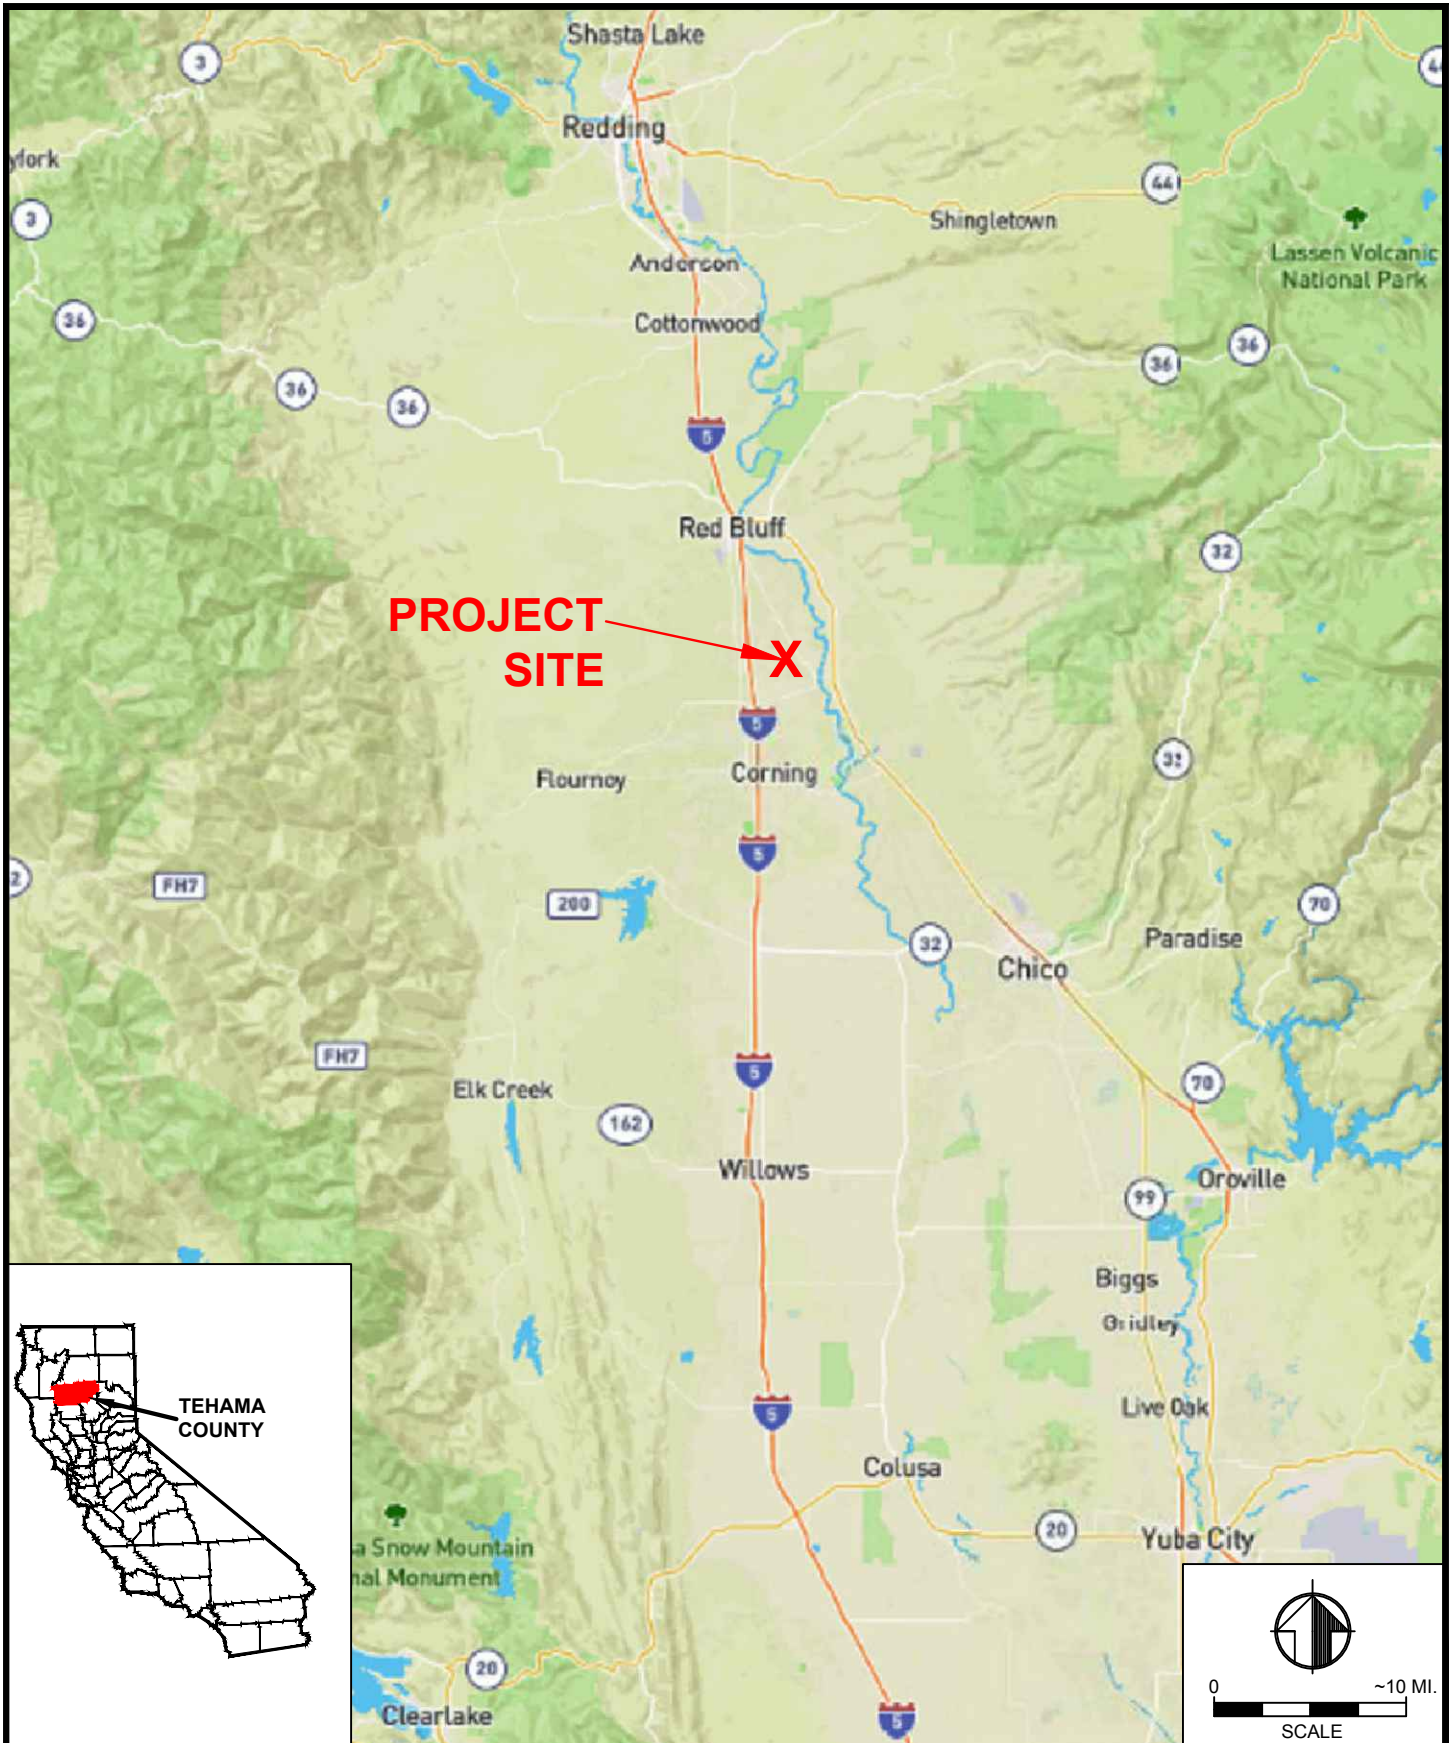 Shasta Lake
3
44
Redding
yfork
44
3
Shingletown
Lassen Volcanic
National Park
Anderson
Cottonwood
36
36
36
36
36
5
Red Bluff
32
PROJECT
SITE
X
5
Flournoy
Corning
32
5
FH7
2
200
70
32
Paradise
Chico
FH7
5
70
Elk Creek
162
Willows
Oroville
99
Biggs
Gridley
TEHAMA
COUNTY
5
Live Oak
Colusa
20
Yuba City
a Snow Mountain
nal Monument
20
Clearlake
5
0 ~10 MI.
SCALE